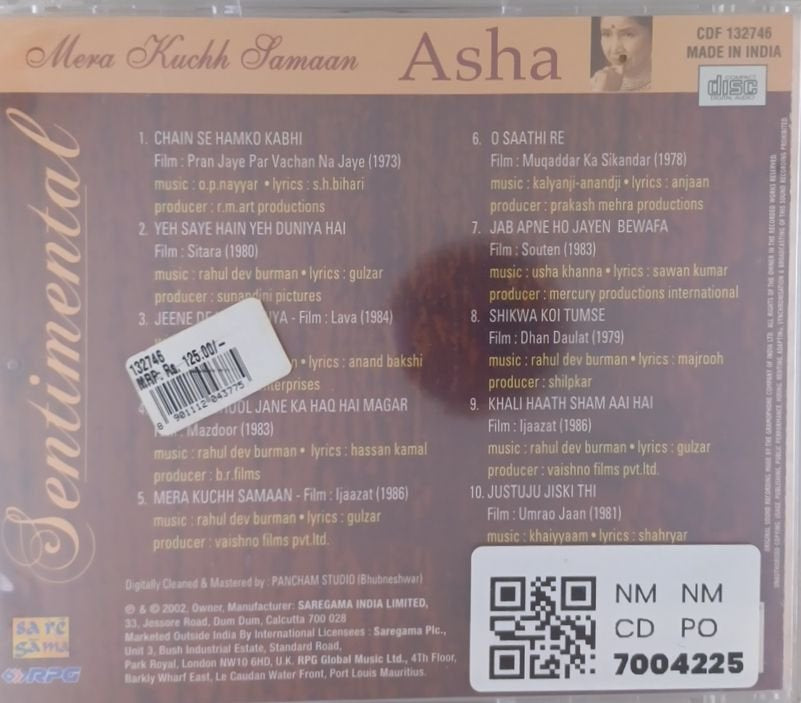 Mera Kuchh Samaan Asha
CDF 132746
MADE IN INDIA
COMPACT
disc
DIGITAL AUDIO
Sentimental
1. CHAIN SE HAMKO KABHI
Film : Pran Jaye Par Vachan Na Jaye (1973)
music : o.p.nayyar • lyrics : s.h.bihari
producer : r.m.art productions
2. YEH SAYE HAIN YEH DUNIYA HAI
Film : Sitara (1980)
music : rahul dev burman • lyrics : gulzar
producer : sunandini pictures
3. JEENE DE - Film : Lava (1984)
lyrics : anand bakshi
4. JANE KA HAQ HAI MAGAR
Film : Mazdoor (1983)
music : rahul dev burman • lyrics : hassan kamal
producer : b.r.films
5. MERA KUCHH SAMAAN - Film : Ijaazat (1986)
music : rahul dev burman • lyrics : gulzar
producer : vaishno films pvt.ltd.
6. O SAATHI RE
Film : Muqaddar Ka Sikandar (1978)
music : kalyanji-anandji • lyrics : anjaan
producer : prakash mehra productions
7. JAB APNE HO JAYEN BEWAFA
Film : Souten (1983)
music : usha khanna • lyrics : sawan kumar
producer : mercury productions international
8. SHIKWA KOI TUMSE
Film : Dhan Daulat (1979)
music : rahul dev burman • lyrics : majrooh
producer : shilpkar
9. KHALI HAATH SHAM AAI HAI
Film : Ijaazat (1986)
music : rahul dev burman • lyrics : gulzar
producer : vaishno films pvt.ltd.
10. JUSTUJU JISKI THI
Film : Umrao Jaan (1981)
music : khaiyyaam • lyrics : shahryar
132746
MRP: Rs. 125.00/-
8 901112 043775
Digitally Cleaned & Mastered by : PANCHAM STUDIO (Bhubneshwar)
℗ & © 2002, Owner, Manufacturer: SAREGAMA INDIA LIMITED,
33, Jessore Road, Dum Dum, Calcutta 700 028
Marketed Outside India By International Licensees : Saregama Plc.,
Unit 3, Bush Industrial Estate, Standard Road,
Park Royal, London NW10 6HD, U.K. RPG Global Music Ltd., 4Th Floor,
Barkly Wharf East, Le Caudan Water Front, Port Louis Mauritius.
sa re
ga ma
RPG
NM NM
CD PO
7004225